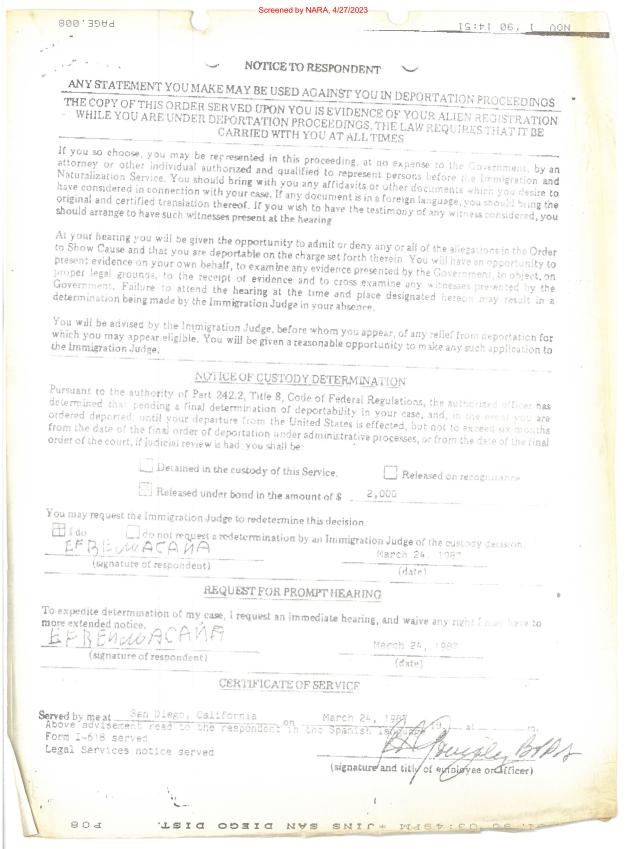 Screened by NARA, 4/27/2023
PAGE.008
NOV 1 '90 14:51
NOTICE TO RESPONDENT
ANY STATEMENT YOU MAKE MAY BE USED AGAINST YOU IN DEPORTATION PROCEEDINGS
THE COPY OF THIS ORDER SERVED UPON YOU IS EVIDENCE OF YOUR ALIEN REGISTRATION
WHILE YOU ARE UNDER DEPORTATION PROCEEDINGS, THE LAW REQUIRES THAT IT BE
CARRIED WITH YOU AT ALL TIMES
If you so choose, you may be represented in this proceeding, at no expense to the Government, by an
attorney or other individual authorized and qualified to represent persons before the Immigration and
Naturalization Service. You should bring with you any affidavits or other documents which you desire to
have considered in connection with your case. If any document is in a foreign language, you should bring the
original and certified translation thereof. If you wish to have the testimony of any witness considered, you
should arrange to have such witnesses present at the hearing
At your hearing you will be given the opportunity to admit or deny any or all of the allegations in the Order
to Show Cause and that you are deportable on the charge set forth therein. You will have an opportunity to
present evidence on your own behalf, to examine any evidence presented by the Government, to object, on
proper legal grounds, to the receipt of evidence and to cross examine any witnesses presented by the
Government. Failure to attend the hearing at the time and place designated hereon may result in a
determination being made by the Immigration Judge in your absence.
You will be advised by the Immigration Judge, before whom you appear, of any relief from deportation for
which you may appear eligible. You will be given a reasonable opportunity to make any such application to
the Immigration Judge.
NOTICE OF CUSTODY DETERMINATION
Pursuant to the authority of Part 242.2, Title 8, Code of Federal Regulations, the authorized officer has
determined that pending a final determination of deportability in your case, and, in the event you are
ordered deported, until your departure from the United States is effected, but not to exceed six months
from the date of the final order of deportation under administrative processes, or from the date of the final
order of the court, if judicial review is had, you shall be:
Detained in the custody of this Service. Released on recognizance
Released under bond in the amount of $ 2,000
You may request the Immigration Judge to redetermine this decision.
I do do not request a redetermination by an Immigration Judge of the custody decision.
EFREN ACAÑA March 24, 1987
(signature of respondent) (date)
REQUEST FOR PROMPT HEARING
To expedite determination of my case, I request an immediate hearing, and waive any right I may have to
more extended notice.
EFREN ACAÑA March 24, 1987
(signature of respondent) (date)
CERTIFICATE OF SERVICE
Served by me at San Diego, California on March 24, 1987 19 at m.
Above advisement read to the respondent in the Spanish language
Form I-618 served
Legal Services notice served
(signature and title of employee or officer)
90 03:49PM *JINS SAN DIEGO DIST. P08